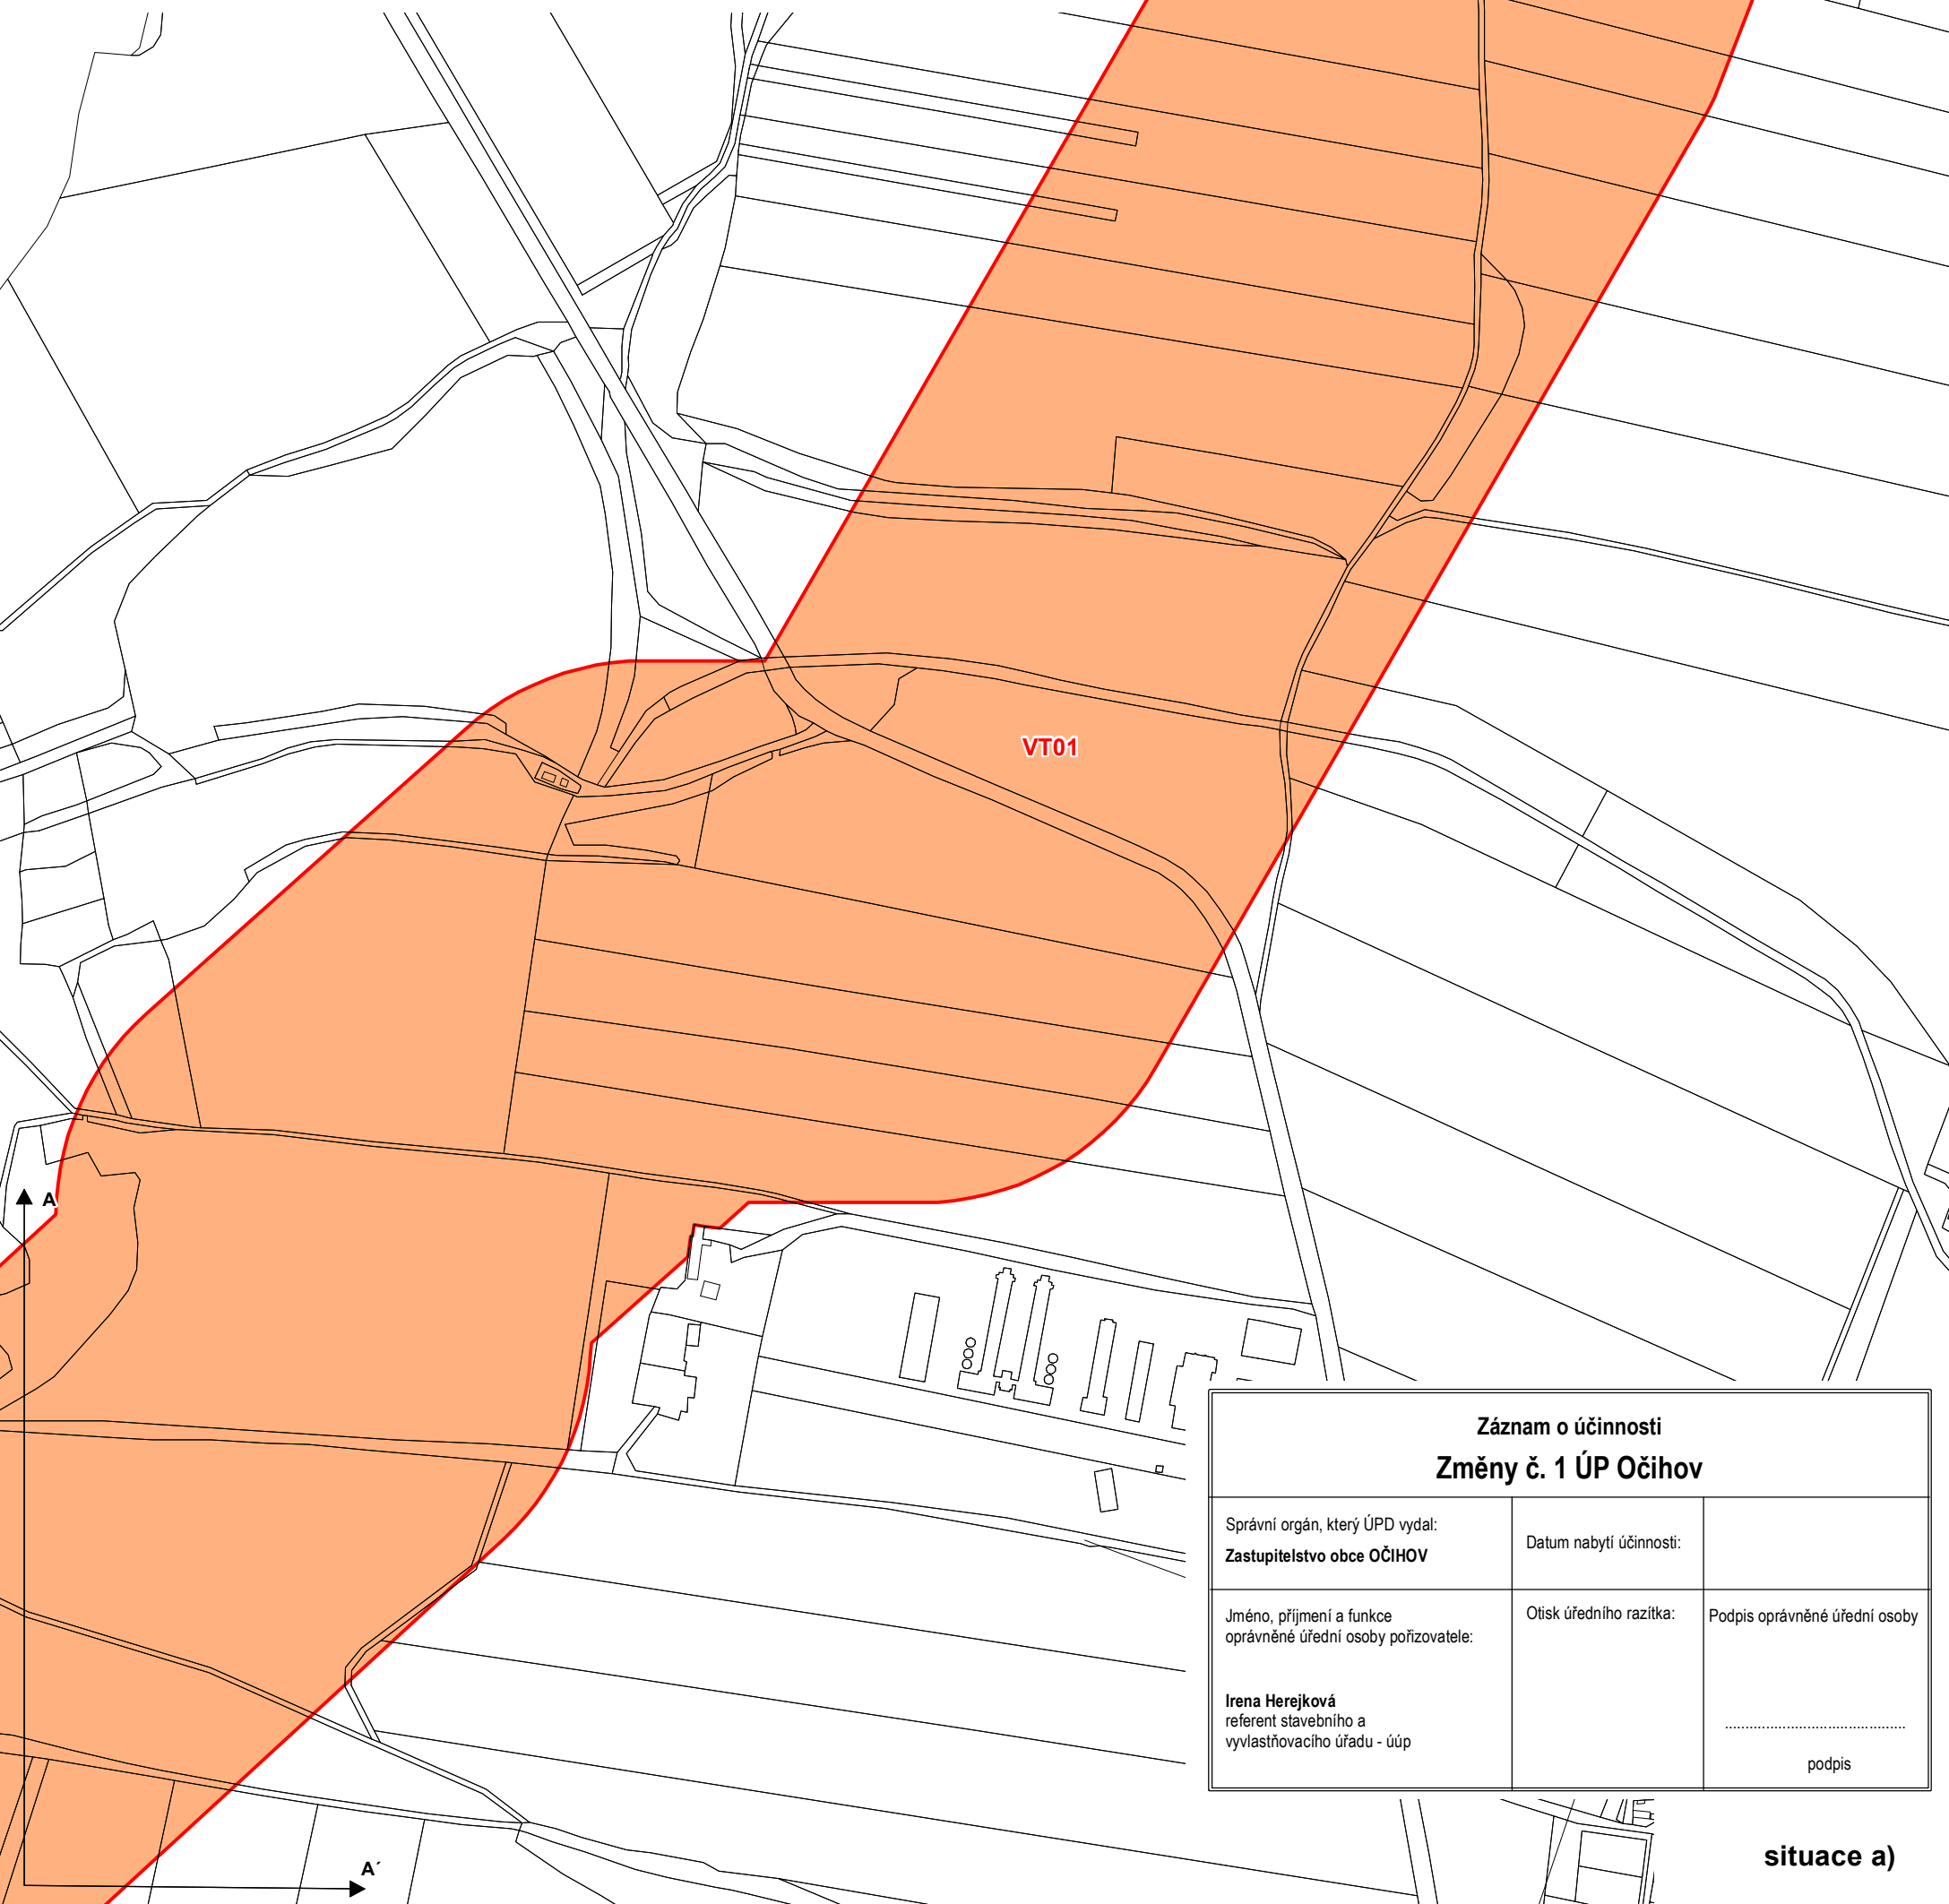 VT01
A
A´
Záznam o účinnosti
Změny č. 1 ÚP Očihov
Správní orgán, který ÚPD vydal:
Zastupitelstvo obce OČIHOV
Datum nabytí účinnosti:
Jméno, příjmení a funkce
oprávněné úřední osoby pořizovatele:
Irena Herejková
referent stavebního a
vyvlastňovacího úřadu - úúp
Otisk úředního razítka:
Podpis oprávněné úřední osoby
podpis
situace a)